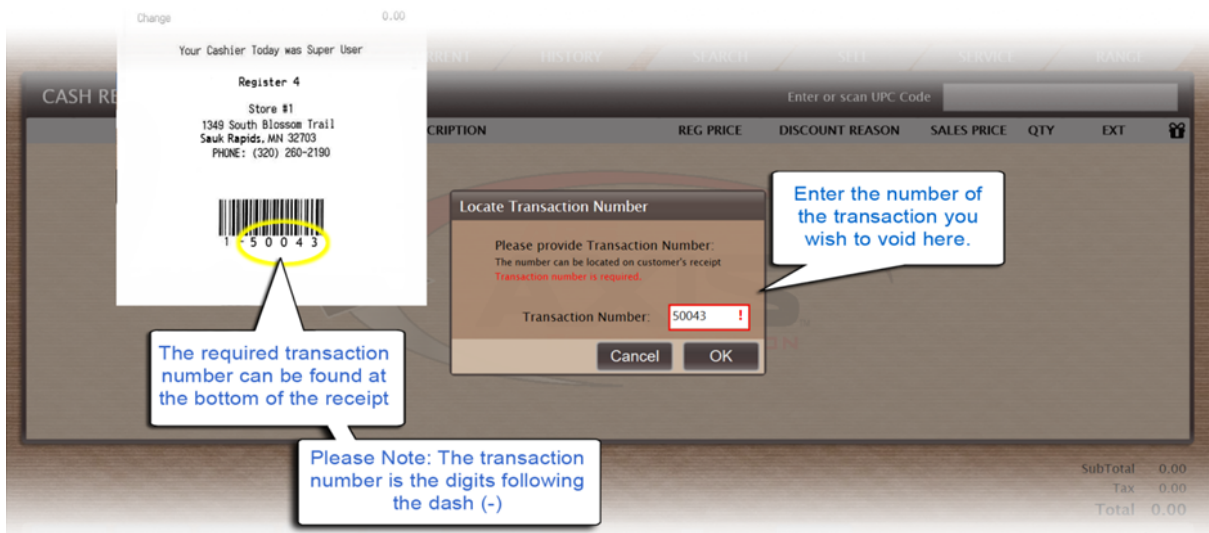 Change 0.00
Your Cashier Today was Super User
Register 4
Store #1
1349 South Blossom Trail
Sauk Rapids, MN 32703
PHONE: (320) 260-2190
1-50043
RRENT HISTORY SEARCH SELL SERVICE RANGE
CASH RE
Enter or scan UPC Code
CRIPTION REG PRICE DISCOUNT REASON SALES PRICE QTY EXT
Locate Transaction Number
Please provide Transaction Number:
The number can be located on customer's receipt
Transaction number is required.
Transaction Number: 50043 !
Cancel OK
Enter the number of
the transaction you
wish to void here.
The required transaction
number can be found at
the bottom of the receipt
Please Note: The transaction
number is the digits following
the dash (-)
SubTotal 0.00
Tax 0.00
Total 0.00